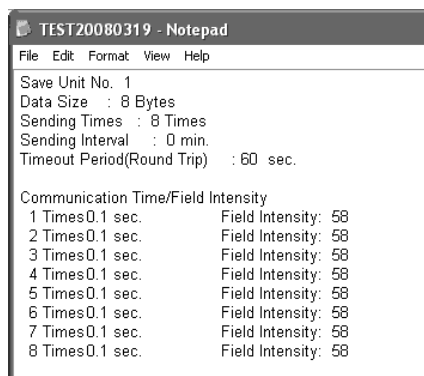 TEST20080319 - Notepad
File Edit Format View Help
Save Unit No. 1
Data Size : 8 Bytes
Sending Times : 8 Times
Sending Interval : 0 min.
Timeout Period(Round Trip) : 60 sec.
Communication Time/Field Intensity
1 Times0.1 sec. Field Intensity: 58
2 Times0.1 sec. Field Intensity: 58
3 Times0.1 sec. Field Intensity: 58
4 Times0.1 sec. Field Intensity: 58
5 Times0.1 sec. Field Intensity: 58
6 Times0.1 sec. Field Intensity: 58
7 Times0.1 sec. Field Intensity: 58
8 Times0.1 sec. Field Intensity: 58